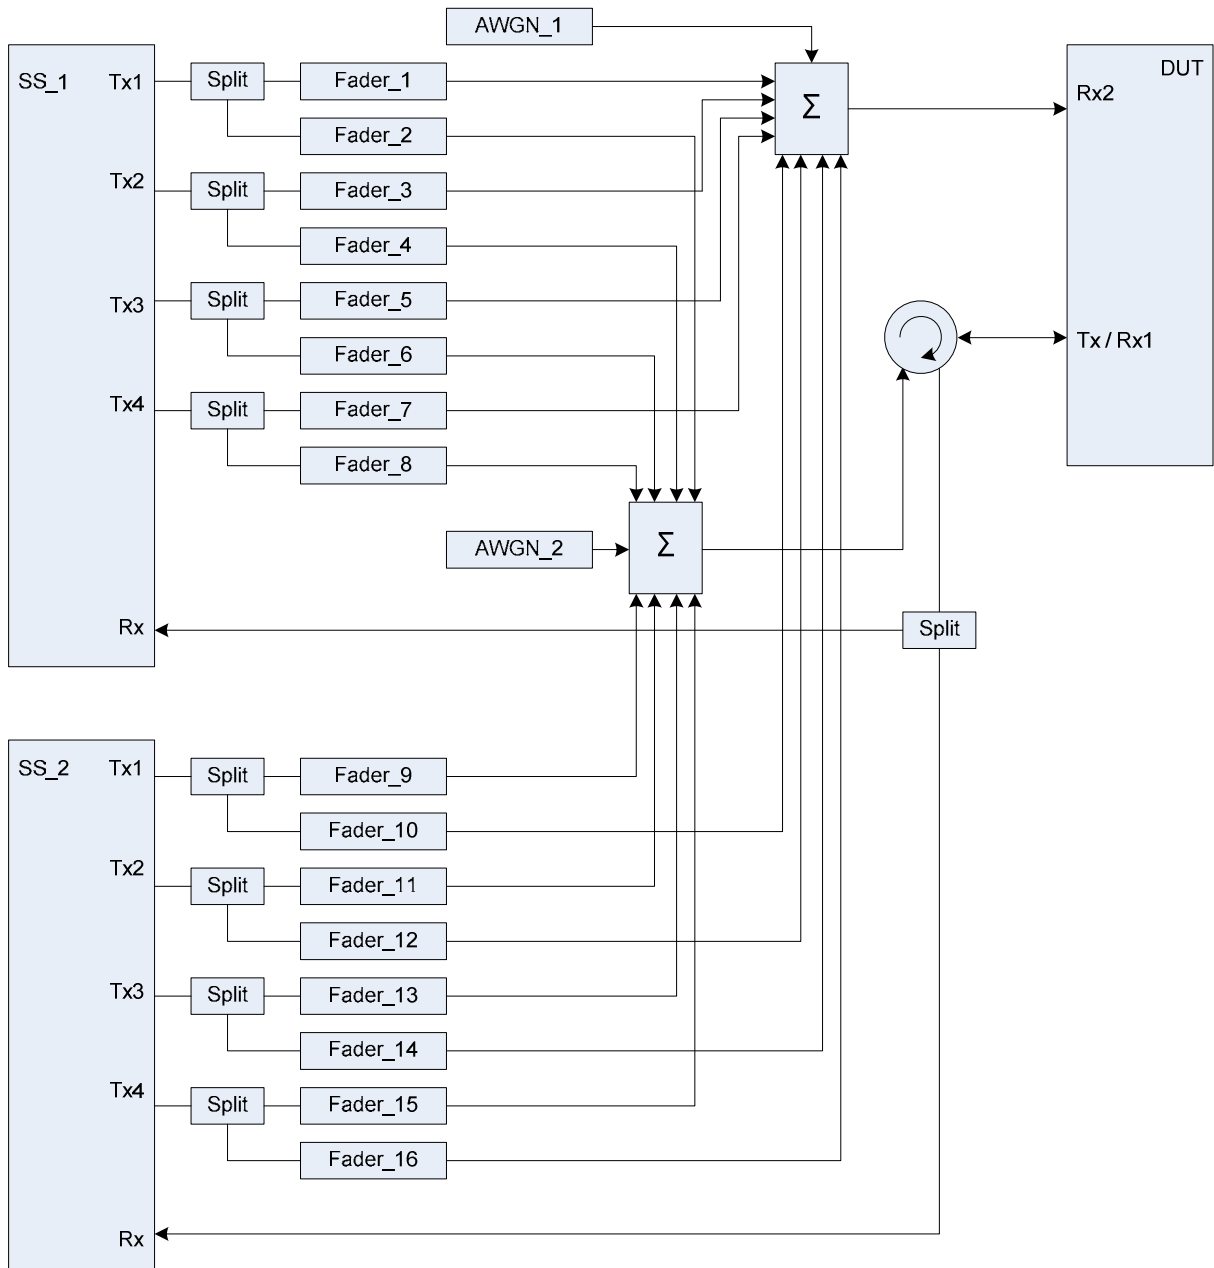 AWGN_1
SS_1
Tx1
Split
Fader_1
Σ
DUT
Rx2
Fader_2
Tx2
Split
Fader_3
Fader_4
Tx3
Split
Fader_5
Tx / Rx1
Fader_6
Tx4
Split
Fader_7
Fader_8
AWGN_2
Σ
Rx
Split
SS_2
Tx1
Split
Fader_9
Fader_10
Tx2
Split
Fader_11
Fader_12
Tx3
Split
Fader_13
Fader_14
Tx4
Split
Fader_15
Fader_16
Rx